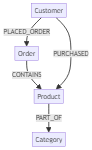 Customer
PLACED_ORDER
Order
PURCHASED
CONTAINS
Product
PART_OF
Category